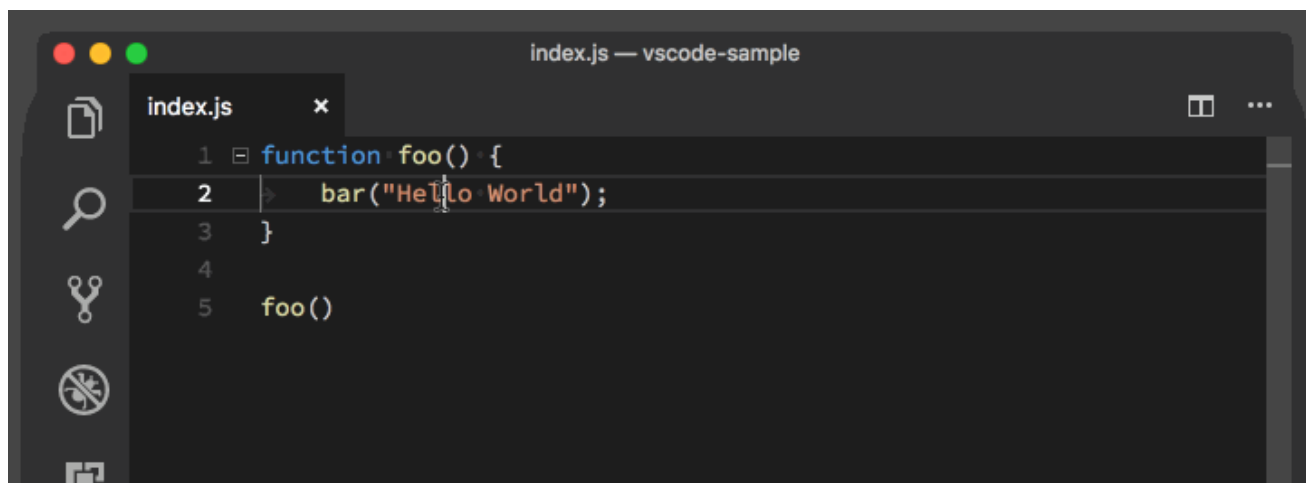 index.js — vscode-sample
index.js ×
1 function foo() {
2 bar("Hello World");
3 }
4
5 foo()